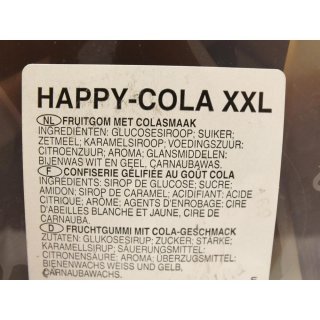 HAPPY-COLA XXL
NL FRUITGOM MET COLASMAAK
INGREDIËNTEN: GLUCOSESIROOP; SUIKER;
ZETMEEL; KARAMELSIROOP; VOEDINGSZUUR:
CITROENZUUR; AROMA; GLANSMIDDELEN:
BIJENWAS WIT EN GEEL, CARNAUBAWAS.
F CONFISERIE GÉLIFIÉE AU GOÛT COLA
INGRÉDIENTS: SIROP DE GLUCOSE; SUCRE;
AMIDON; SIROP DE CARAMEL; ACIDIFIANT: ACIDE
CITRIQUE; ARÔME; AGENTS D'ENROBAGE: CIRE
D'ABEILLES BLANCHE ET JAUNE, CIRE DE
CARNAUBA.
D FRUCHTGUMMI MIT COLA-GESCHMACK
ZUTATEN: GLUKOSESIRUP; ZUCKER; STÄRKE;
KARAMELLSIRUP; SÄUERUNGSMITTEL:
CITRONENSÄURE; AROMA; ÜBERZUGSMITTEL:
BIENENWACHS WEISS UND GELB,
CARNAUBAWACHS.